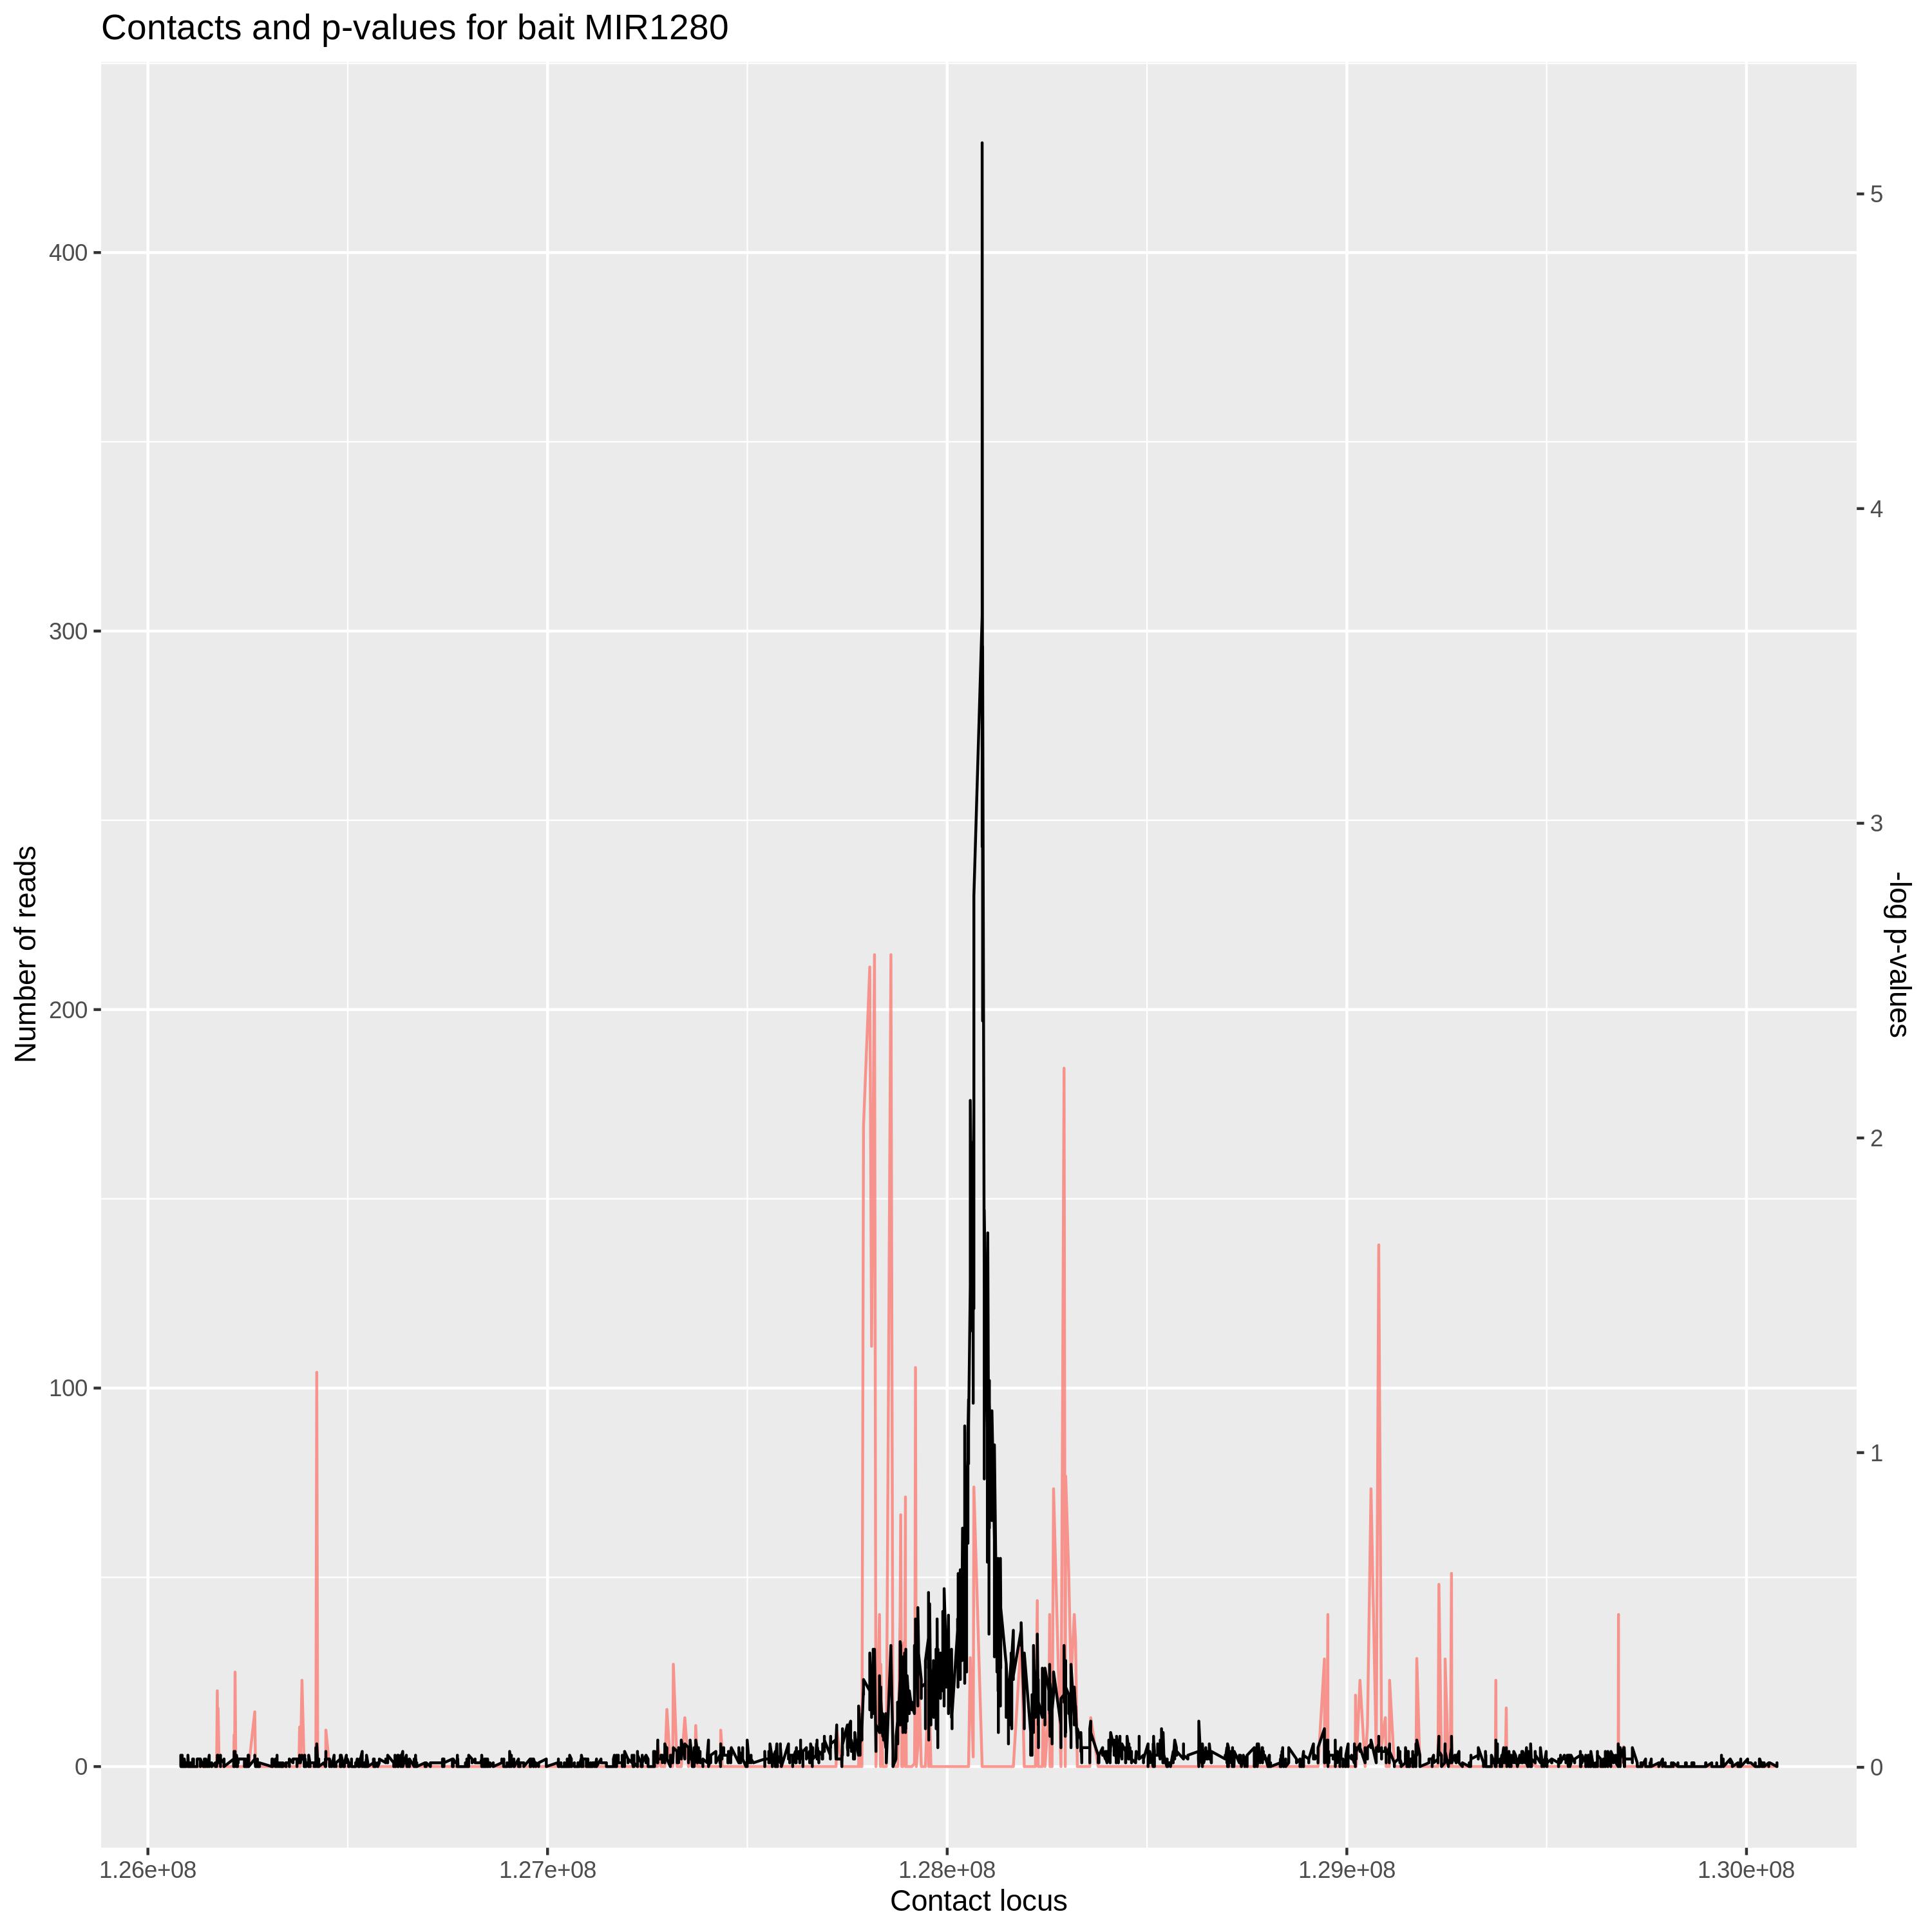 Contacts and p-values for bait MIR1280
400
300
200
100
0
Number of reads
5
4
3
2
1
0
-log p-values
1.26e+08
1.27e+08
1.28e+08
1.29e+08
1.30e+08
Contact locus